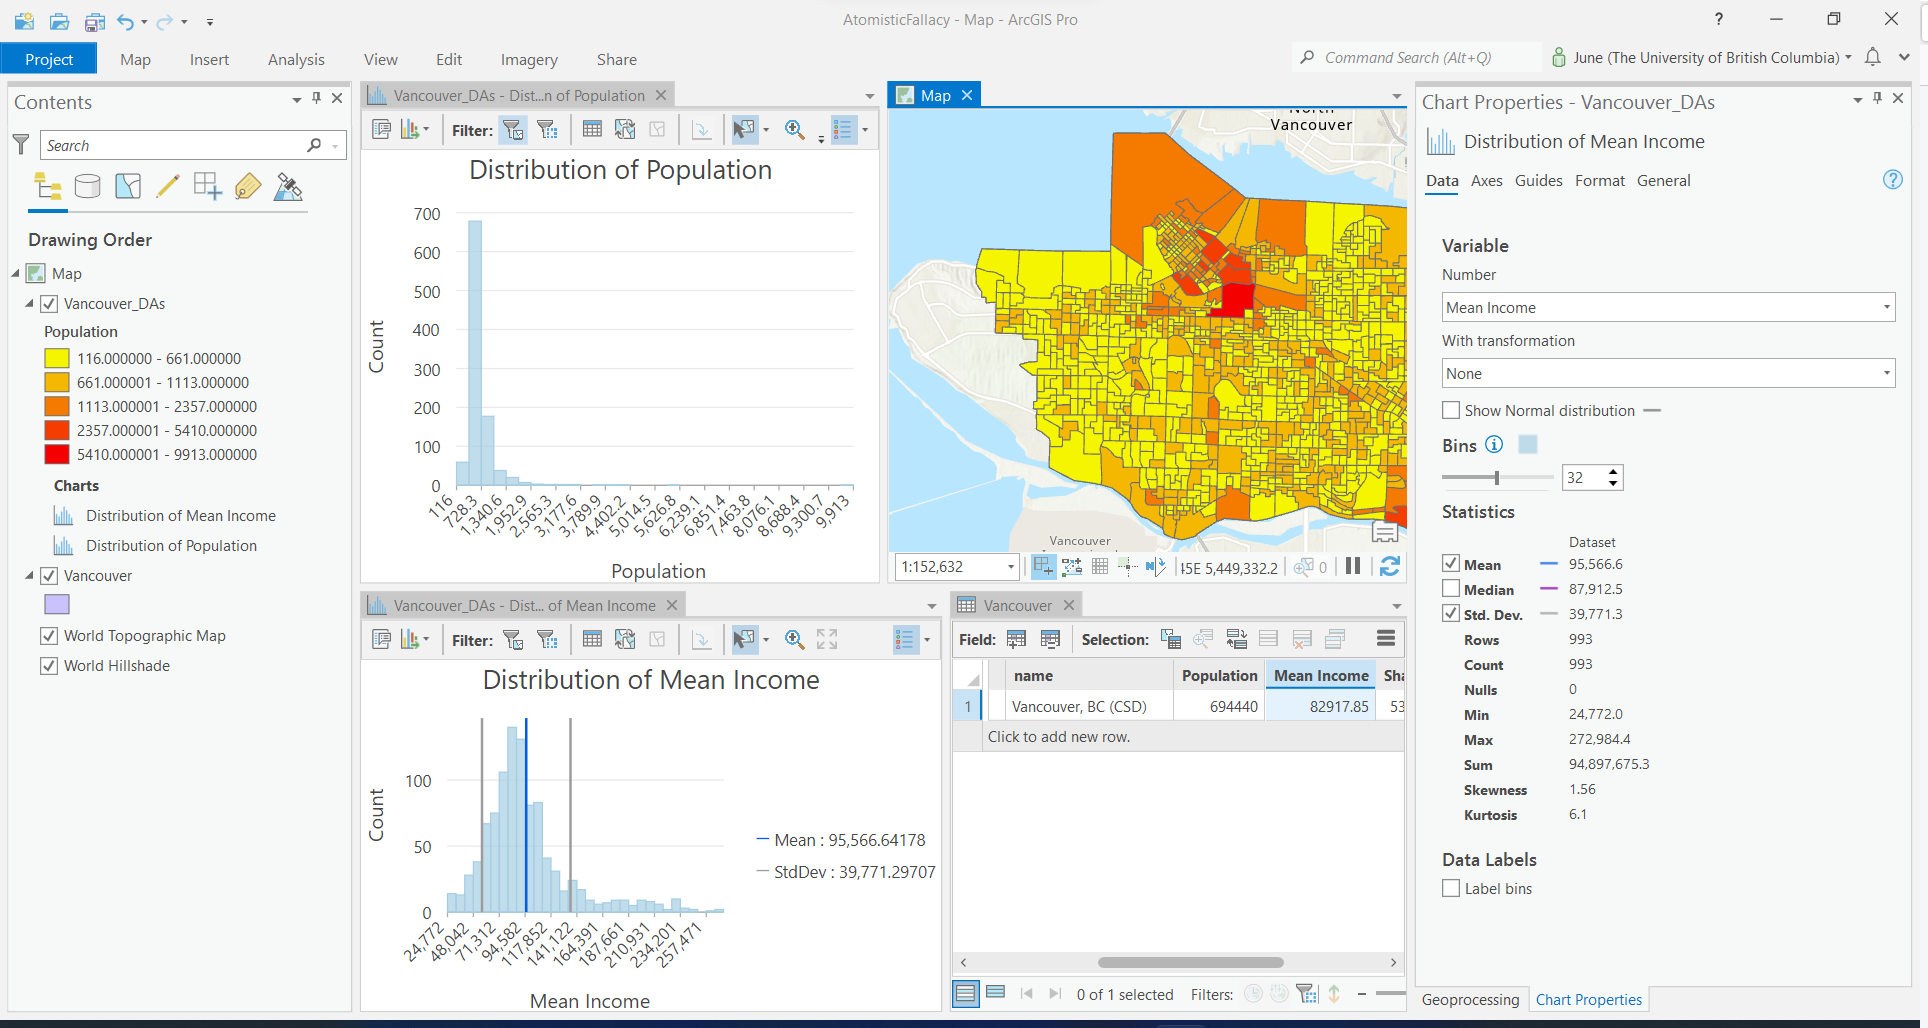 AtomisticFallacy - Map - ArcGIS Pro
?
Project
Map
Insert
Analysis
View
Edit
Imagery
Share
Command Search (Alt+Q)
June (The University of British Columbia)
Contents
Search
Drawing Order
Map
Vancouver_DAs
Population
116.000000 - 661.000000
661.000001 - 1113.000000
1113.000001 - 2357.000000
2357.000001 - 5410.000000
5410.000001 - 9913.000000
Charts
Distribution of Mean Income
Distribution of Population
Vancouver
World Topographic Map
World Hillshade
Vancouver_DAs - Dist...n of Population
Filter:
Distribution of Population
700
600
500
400
300
200
100
0
Count
116
728.3
1,340.6
1,952.9
2,565.3
3,177.6
3,789.9
4,402.2
5,014.5
5,626.8
6,239.1
6,851.4
7,463.8
8,076.1
8,688.4
9,300.7
9,913
Population
Map
North
Vancouver
Vancouver
1:152,632
45E 5,449,332.2
0
Vancouver_DAs - Dist... of Mean Income
Filter:
Distribution of Mean Income
100
50
0
Count
24,772
48,042
71,312
94,582
117,852
141,122
164,391
187,661
210,931
234,201
257,471
Mean Income
Mean : 95,566.64178
StdDev : 39,771.29707
Vancouver
Field:
Selection:
name
Population
Mean Income
Sha
1
Vancouver, BC (CSD)
694440
82917.85
53
Click to add new row.
0 of 1 selected
Filters:
Chart Properties - Vancouver_DAs
Distribution of Mean Income
Data
Axes
Guides
Format
General
Variable
Number
Mean Income
With transformation
None
Show Normal distribution
Bins
32
Statistics
Dataset
Mean 95,566.6
Median 87,912.5
Std. Dev. 39,771.3
Rows 993
Count 993
Nulls 0
Min 24,772.0
Max 272,984.4
Sum 94,897,675.3
Skewness 1.56
Kurtosis 6.1
Data Labels
Label bins
Geoprocessing
Chart Properties